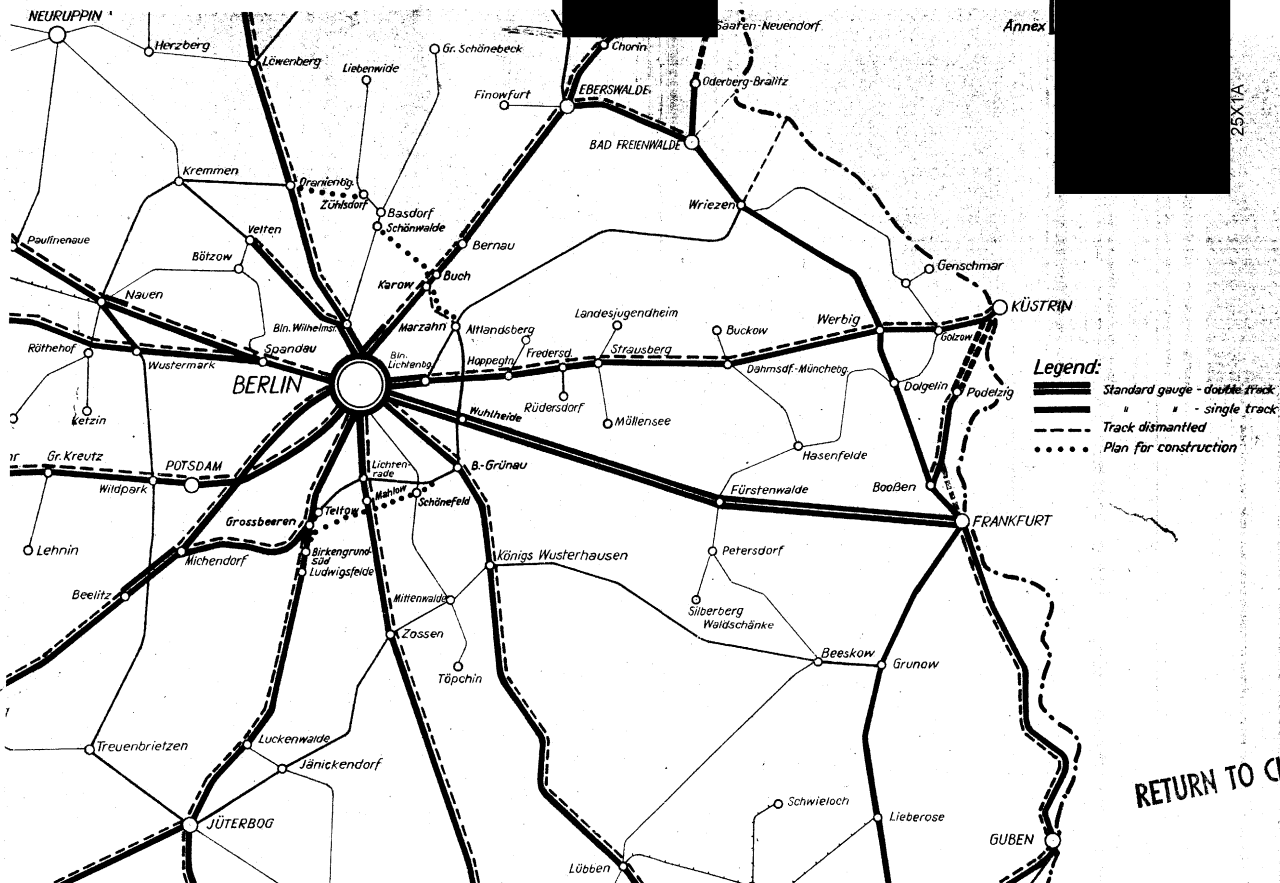 NEURUPPIN
Herzberg
Löwenberg
Liebenwide
Gr. Schönebeck
Chorin
Saaten-Neuendorf
Annex
25X1A
Finowfurt
EBERSWALDE
Oderberg-Bralitz
BAD FREIENWALDE
Kremmen
Oranienbg.
Zühlsdorf
Basdorf
Schönwalde
Wriezen
Velten
Bernau
Paulinenaue
Bötzow
Buch
Karow
Genschmar
Nauen
KÜSTRIN
Bln. Wilhelmsr.
Marzahn
Altlandsberg
Landesjugendheim
Buckow
Werbig
Golzow
Röthehof
Wustermark
Spandau
Bln.
Lichtenbg.
Hoppegtn.
Fredersd.
Strausberg
Dahmsdf.-Münchebg.
BERLIN
Legend:
Dolgelin
Podelzig
Standard gauge - double track
" " - single track
Track dismantled
Plan for construction
Ketzin
Wuhlheide
Rüdersdorf
Möllensee
Hasenfelde
Gr. Kreutz
POTSDAM
Wildpark
Lichten-
rade
B.-Grünau
Mahlow
Schönefeld
Fürstenwalde
Booßen
FRANKFURT
Grossbeeren
Teltow
Lehnin
Michendorf
Birkengrund-
süd
Ludwigsfelde
Königs Wusterhausen
Petersdorf
Beelitz
Mittenwalde
Silberberg
Waldschänke
Zossen
Töpchin
Beeskow
Grunow
Treuenbrietzen
Luckenwalde
Jänickendorf
RETURN TO
JÜTERBOG
Schwieloch
Lieberose
GUBEN
Lübben